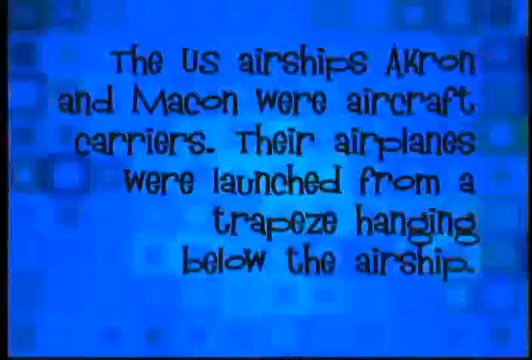 The US airships Akron
and Macon were aircraft
carriers. Their airplanes
were launched from a
trapeze hanging
below the airship.